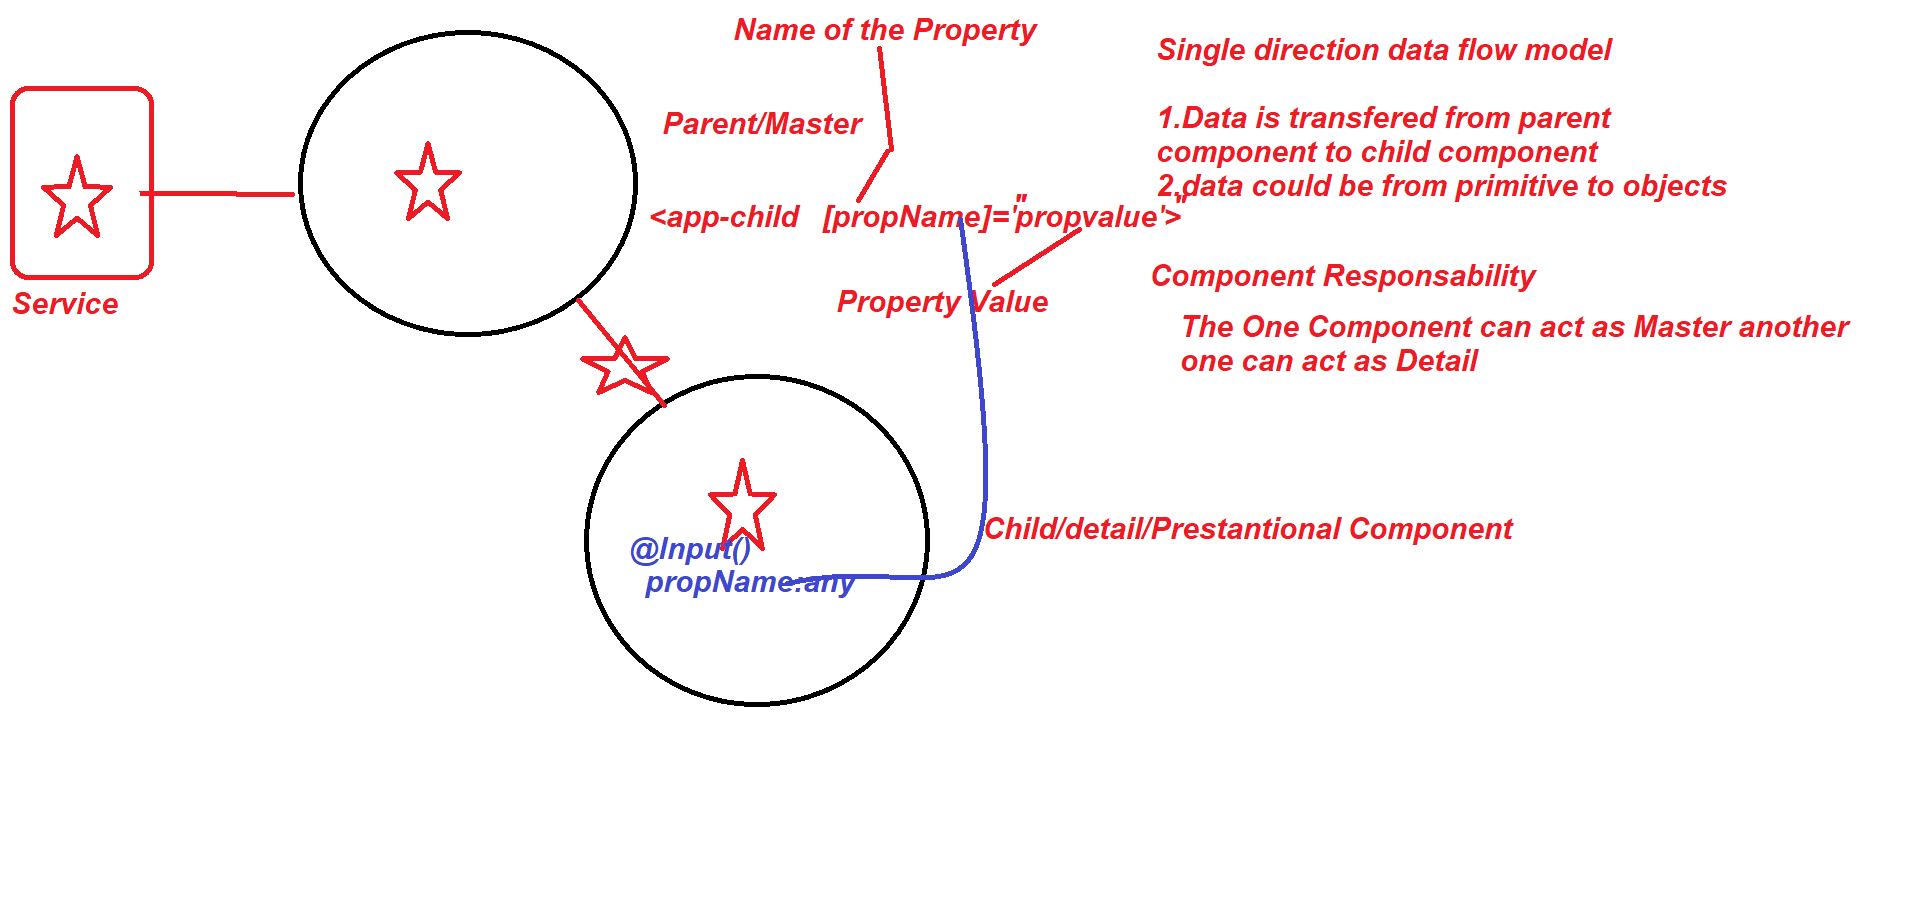 Name of the Property
Single direction data flow model
Parent/Master
1.Data is transfered from parent
component to child component
2.data could be from primitive to objects
<app-child [propName]='"propvalue'>"
Service
Property Value
Component Responsability
The One Component can act as Master another
one can act as Detail
Child/detail/Prestantional Component
@Input()
propName:any